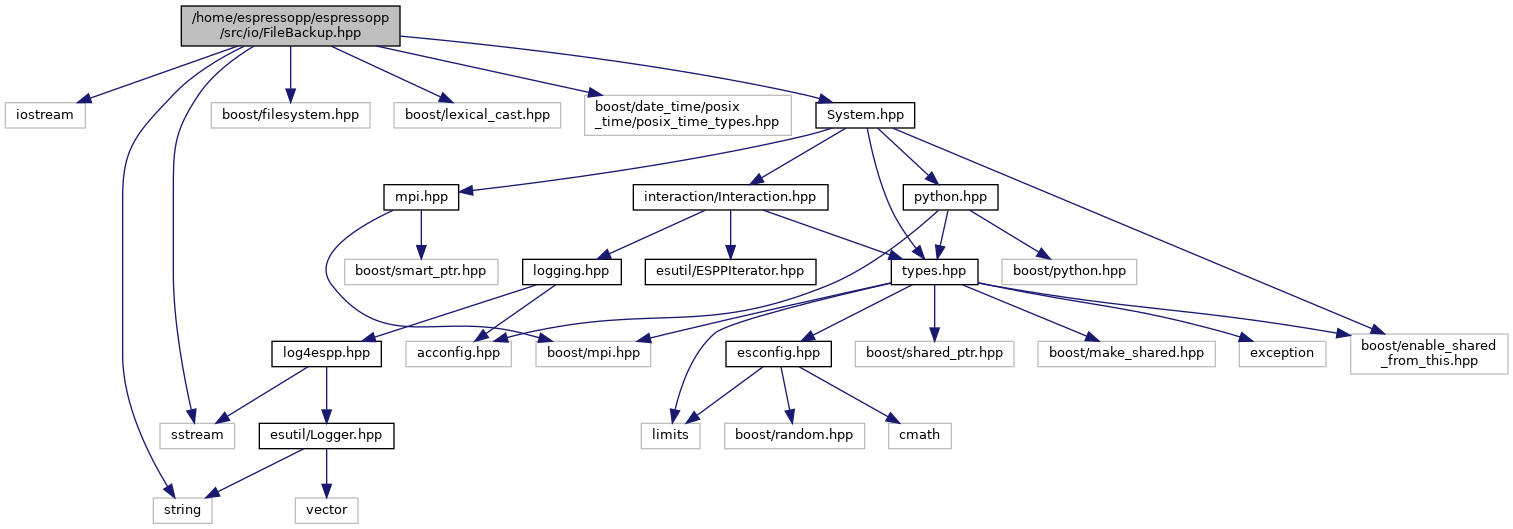 /home/espressopp/espressopp
/src/io/FileBackup.hpp
iostream
boost/filesystem.hpp
boost/lexical_cast.hpp
boost/date_time/posix
_time/posix_time_types.hpp
System.hpp
mpi.hpp
interaction/Interaction.hpp
python.hpp
boost/smart_ptr.hpp
logging.hpp
esutil/ESPPIterator.hpp
types.hpp
boost/python.hpp
log4espp.hpp
acconfig.hpp
boost/mpi.hpp
esconfig.hpp
boost/shared_ptr.hpp
boost/make_shared.hpp
exception
boost/enable_shared
_from_this.hpp
sstream
esutil/Logger.hpp
limits
boost/random.hpp
cmath
string
vector